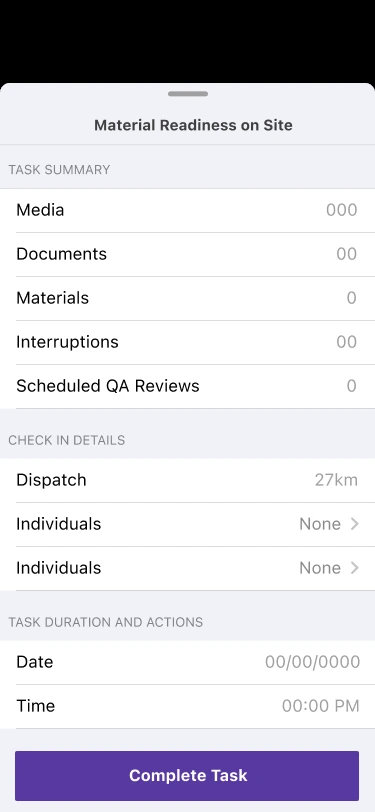 Material Readiness on Site
TASK SUMMARY
Media 000
Documents 00
Materials 0
Interruptions 00
Scheduled QA Reviews 0
CHECK IN DETAILS
Dispatch 27km
Individuals None
Individuals None
TASK DURATION AND ACTIONS
Date 00/00/0000
Time 00:00 PM
Complete Task